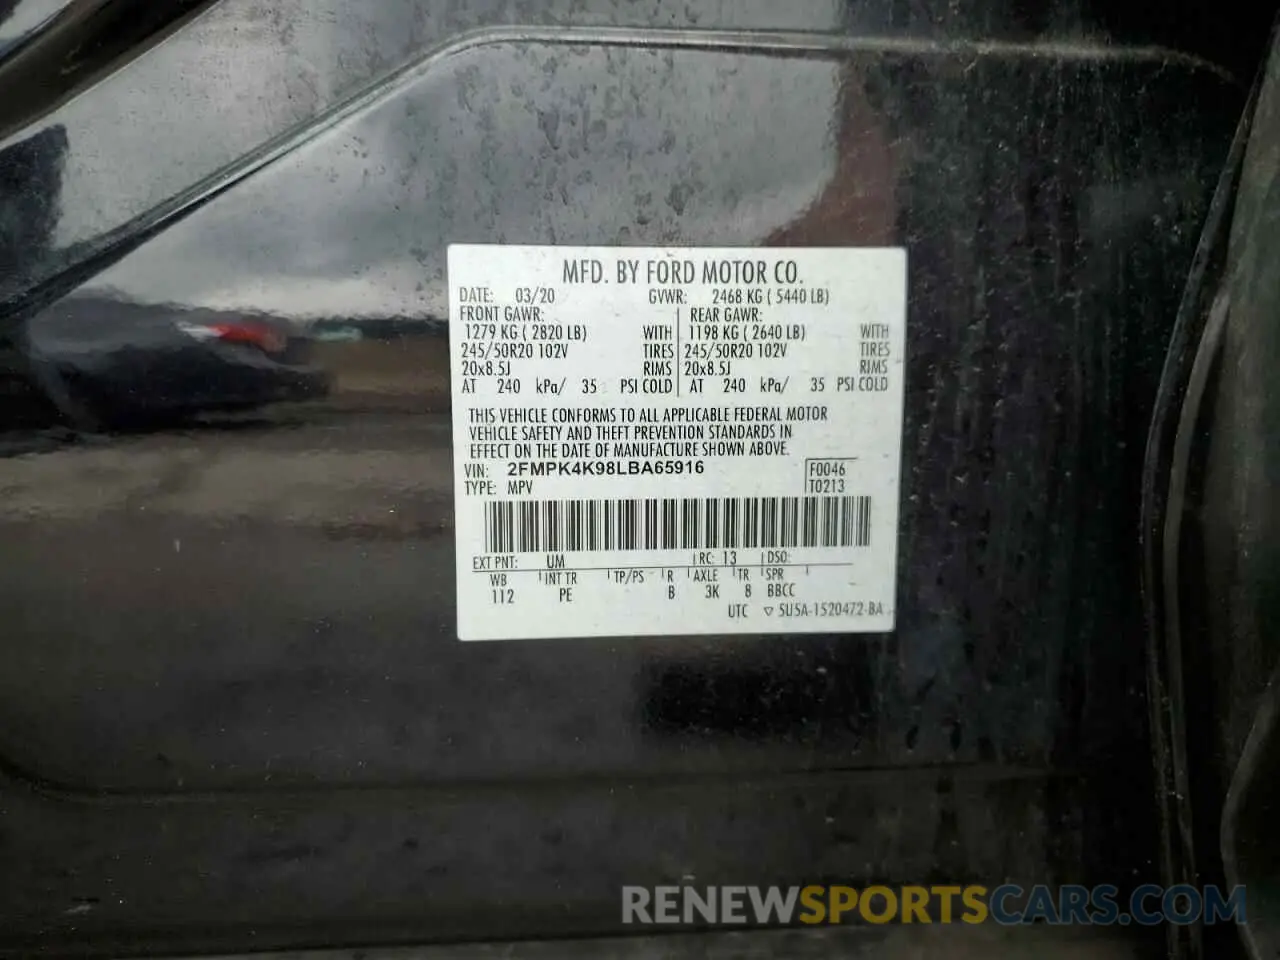 MFD. BY FORD MOTOR CO.
DATE: 03/20 GVWR: 2468 KG ( 5440 LB)
FRONT GAWR: REAR GAWR:
1279 KG ( 2820 LB) WITH 1198 KG ( 2640 LB) WITH
245/50R20 102V TIRES 245/50R20 102V TIRES
20x8.5J RIMS 20x8.5J RIMS
AT 240 kPa/ 35 PSI COLD AT 240 kPa/ 35 PSI COLD
THIS VEHICLE CONFORMS TO ALL APPLICABLE FEDERAL MOTOR
VEHICLE SAFETY AND THEFT PREVENTION STANDARDS IN
EFFECT ON THE DATE OF MANUFACTURE SHOWN ABOVE.
VIN: 2FMPK4K98LBA65916 F0046
TYPE: MPV T0213
EXT PNT: UM RC: 13 DSO:
WB INT TR TP/PS R AXLE TR SPR
112 PE B 3K 8 BBCC
UTC ▽ 5U5A-1520472-BA
RENEWSPORTSCARS.COM